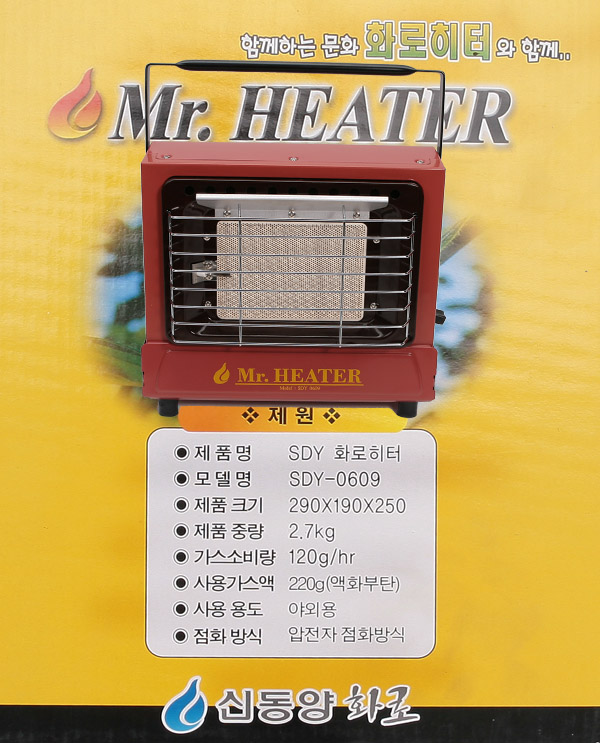 함께하는 문화 화로히터와 함께..
Mr. HEATER
Mr. HEATER
Model : SDY-0609
❖ 제 원 ❖
◉ 제 품 명 SDY 화로히터
◉ 모 델 명 SDY-0609
◉ 제품 크기 290X190X250
◉ 제품 중량 2.7kg
◉ 가스소비량 120g/hr
◉ 사용가스액 220g(액화부탄)
◉ 사용 용도 야외용
◉ 점화 방식 압전자 점화방식
신동양 화로